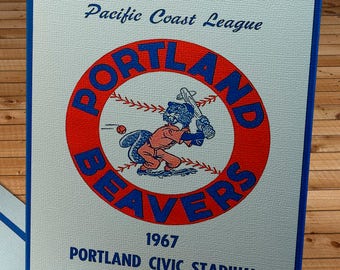 Pacific Coast League
PORTLAND
BEAVERS
1967
PORTLAND CIVIC STADIUM